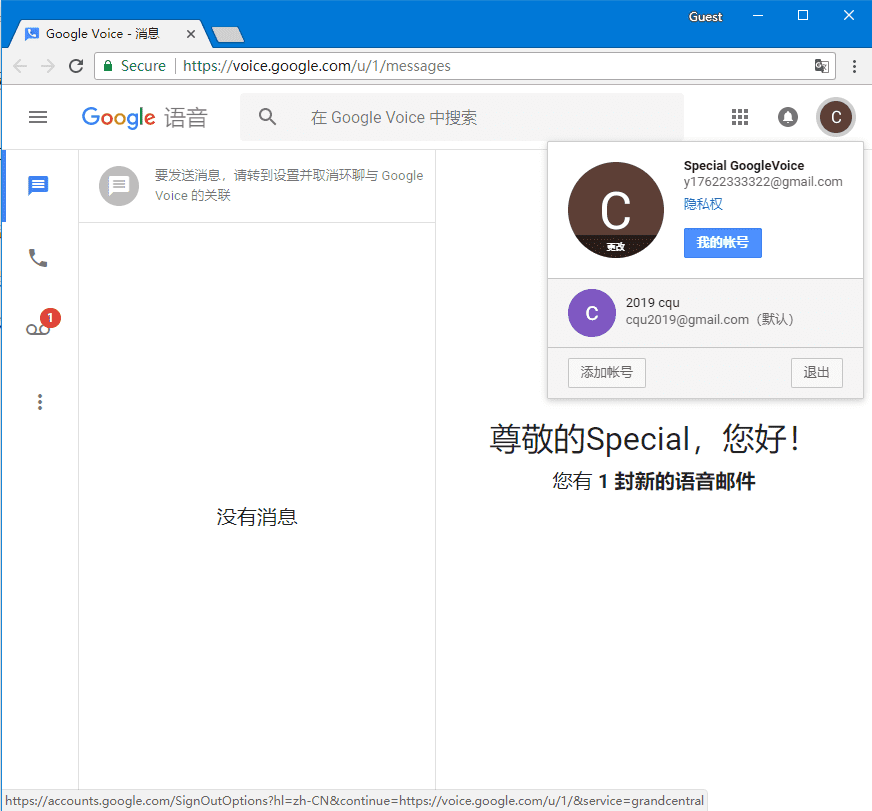 Guest
Google Voice - 消息
Secure
https://voice.google.com/u/1/messages
Google 语音
在 Google Voice 中搜索
C
要发送消息，请转到设置并取消环聊与 Google
Voice 的关联
Special GoogleVoice
y17622333322@gmail.com
隐私权
C
更改
我的帐号
1
C
2019 cqu
cqu2019@gmail.com（默认）
添加帐号
退出
尊敬的Special，您好！
您有 1 封新的语音邮件
没有消息
https://accounts.google.com/SignOutOptions?hl=zh-CN&continue=https://voice.google.com/u/1/&service=grandcentral